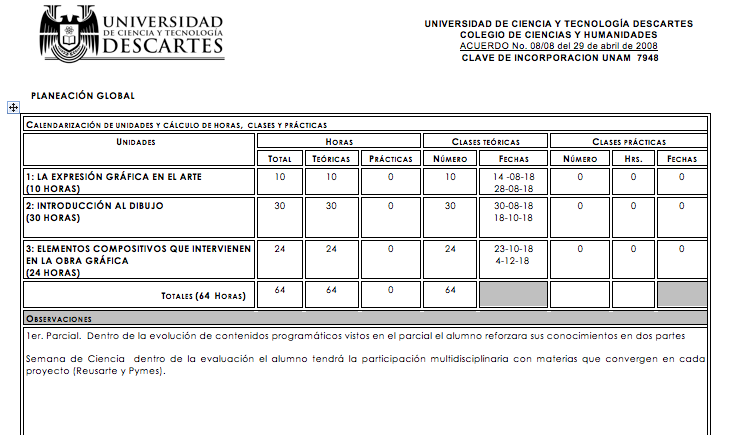 UNIVERSIDAD
DE CIENCIA Y TECNOLOGÍA
DESCARTES
UNIVERSIDAD DE CIENCIA Y TECNOLOGÍA DESCARTES
COLEGIO DE CIENCIAS Y HUMANIDADES
ACUERDO No. 08/08 del 29 de abril de 2008
CLAVE DE INCORPORACION UNAM 7948
PLANEACIÓN GLOBAL
CALENDARIZACIÓN DE UNIDADES Y CÁLCULO DE HORAS, CLASES Y PRÁCTICAS
UNIDADES HORAS CLASES TEÓRICAS CLASES PRÁCTICAS
TOTAL TEÓRICAS PRÁCTICAS NÚMERO FECHAS NÚMERO HRS. FECHAS
1: LA EXPRESIÓN GRÁFICA EN EL ARTE 10 10 0 10 14 -08-18 0 0 0
(10 HORAS) 28-08-18
2: INTRODUCCIÓN AL DIBUJO 30 30 0 30 30-08-18 0 0 0
(30 HORAS) 18-10-18
3: ELEMENTOS COMPOSITIVOS QUE INTERVIENEN 24 24 0 24 23-10-18 0 0 0
EN LA OBRA GRÁFICA 4-12-18
(24 HORAS)
TOTALES (64 HORAS) 64 64 0 64
OBSERVACIONES
1er. Parcial. Dentro de la evolución de contenidos programáticos vistos en el parcial el alumno reforzara sus conocimientos en dos partes
Semana de Ciencia dentro de la evaluación el alumno tendrá la participación multidisciplinaria con materias que convergen en cada
proyecto (Reusarte y Pymes).